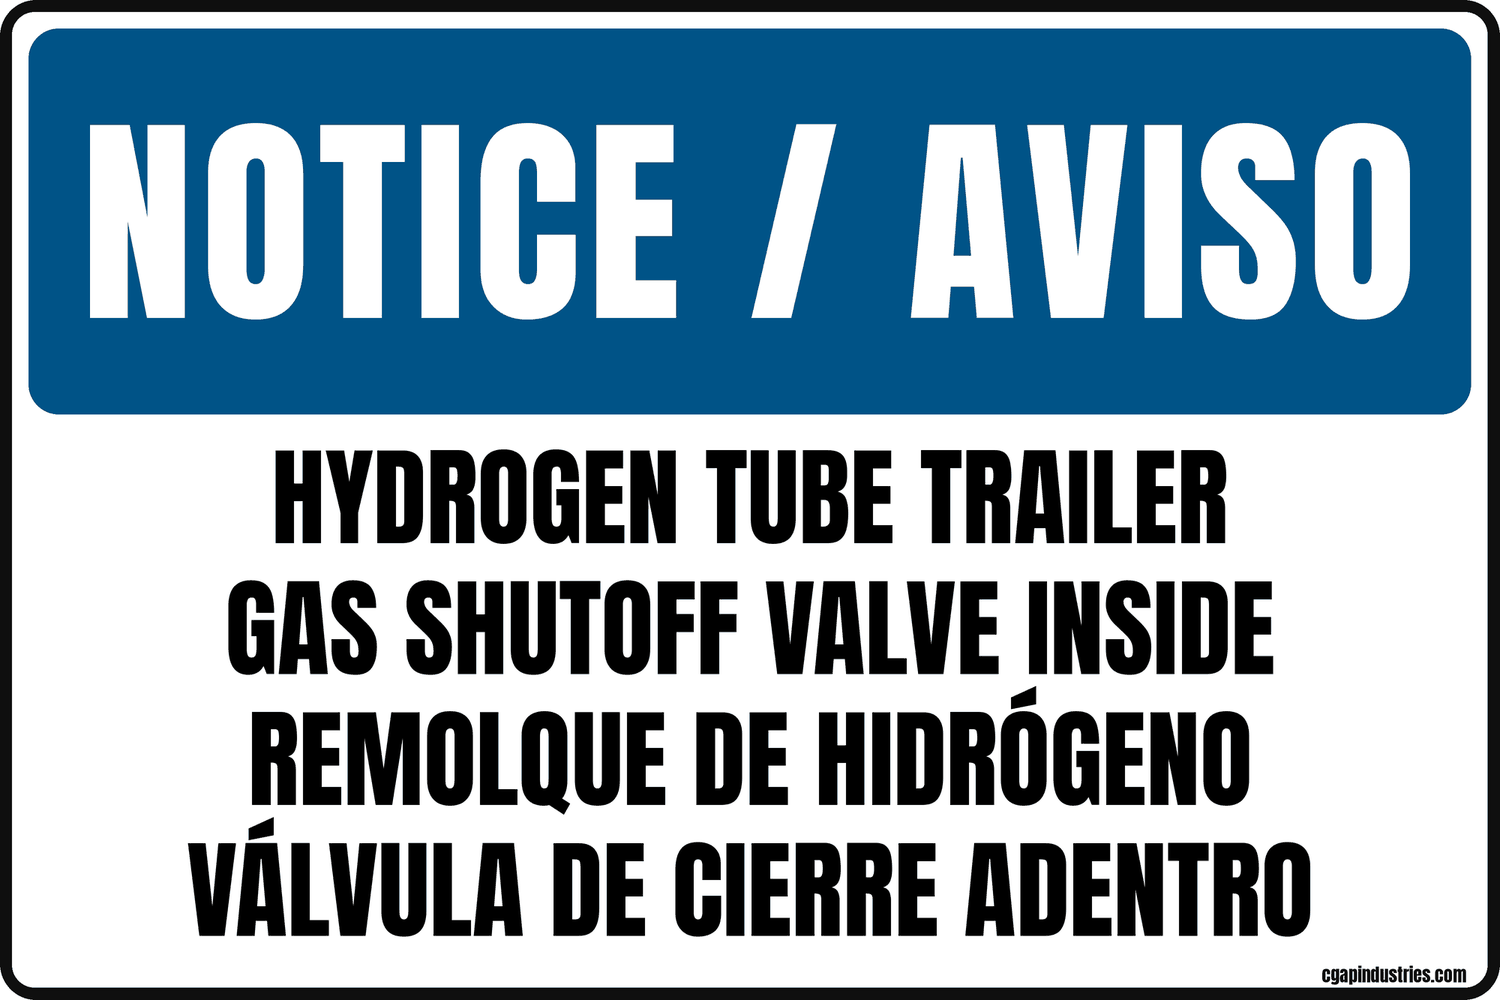 NOTICE / AVISO
HYDROGEN TUBE TRAILER
GAS SHUTOFF VALVE INSIDE
REMOLQUE DE HIDRÓGENO
VÁLVULA DE CIERRE ADENTRO
cgapindustries.com